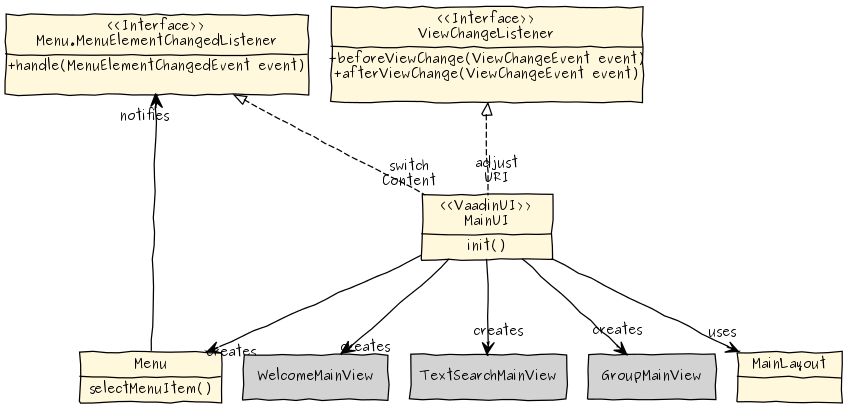 <<Interface>>
Menu.MenuElementChangedListener
+handle(MenuElementChangedEvent event)
<<Interface>>
ViewChangeListener
+beforeViewChange(ViewChangeEvent event)
+afterViewChange(ViewChangeEvent event)
notifies
switch
Content
adjust
URI
<<VaadinUI>>
MainUI
init()
creates
creates
creates
creates
uses
Menu
selectMenuItem()
WelcomeMainView
TextSearchMainView
GroupMainView
MainLayout